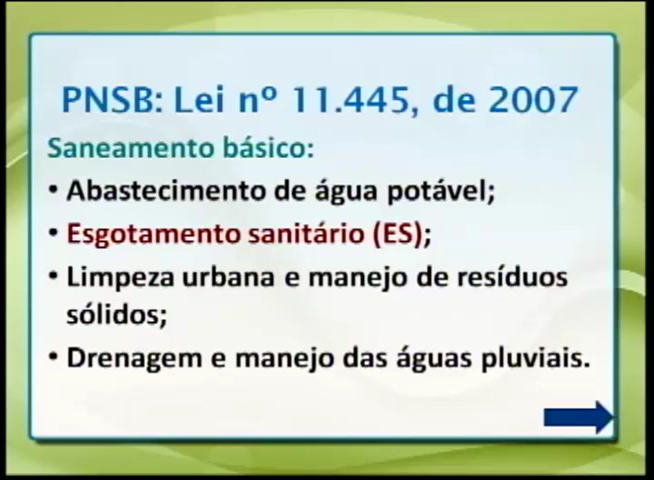 PNSB: Lei nº 11.445, de 2007
Saneamento básico:
• Abastecimento de água potável;
• Esgotamento sanitário (ES);
• Limpeza urbana e manejo de resíduos
sólidos;
• Drenagem e manejo das águas pluviais.